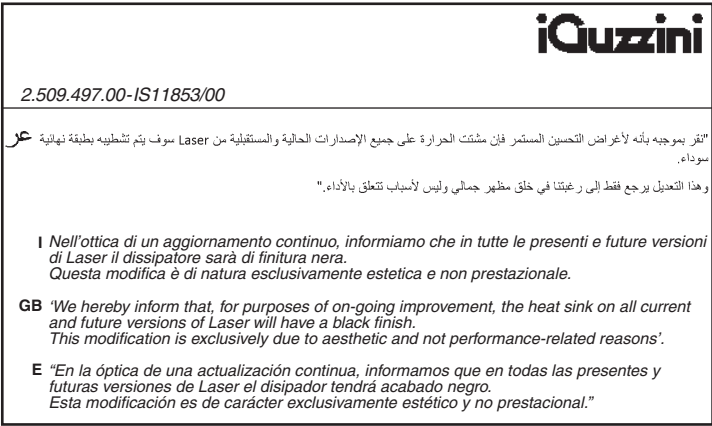 iGuzzini
2.509.497.00-IS11853/00
عر "نقر بموجبه بأنه لأغراض التحسين المستمر فإن مشتت الحرارة على جميع الإصدارات الحالية والمستقبلية من Laser سوف يتم تشطيبه بطبقة نهائية
سوداء.
وهذا التعديل يرجع فقط إلى رغبتنا في خلق مظهر جمالي وليس لأسباب تتعلق بالأداء."
I Nell'ottica di un aggiornamento continuo, informiamo che in tutte le presenti e future versioni
di Laser il dissipatore sarà di finitura nera.
Questa modifica è di natura esclusivamente estetica e non prestazionale.
GB ‘We hereby inform that, for purposes of on-going improvement, the heat sink on all current
and future versions of Laser will have a black finish.
This modification is exclusively due to aesthetic and not performance-related reasons’.
E “En la óptica de una actualización continua, informamos que en todas las presentes y
futuras versiones de Laser el disipador tendrá acabado negro.
Esta modificación es de carácter exclusivamente estético y no prestacional.”